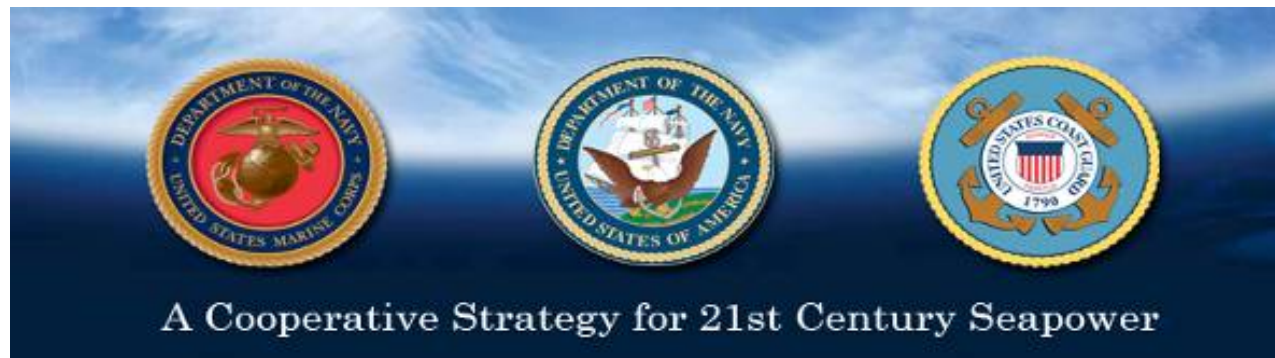 DEPARTMENT OF THE NAVY
UNITED STATES MARINE CORPS
DEPARTMENT OF THE NAVY
UNITED STATES OF AMERICA
UNITED STATES COAST GUARD
1790
A Cooperative Strategy for 21st Century Seapower